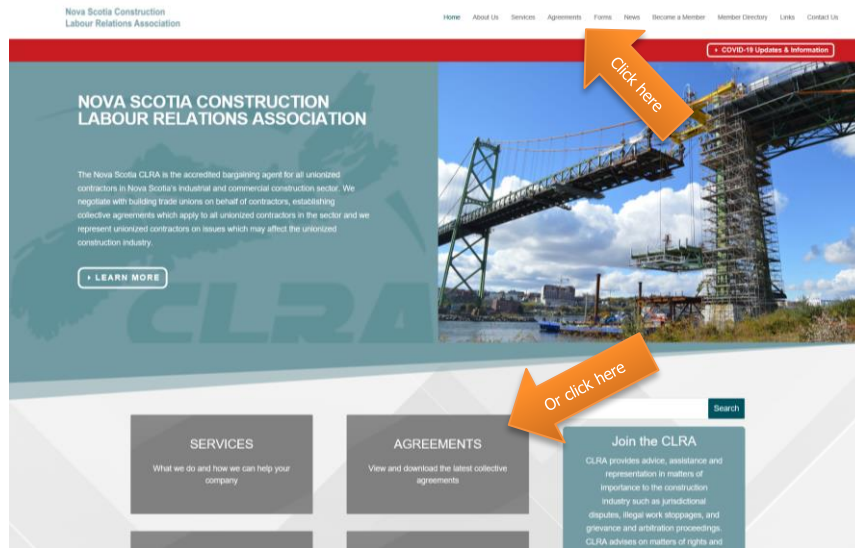 Nova Scotia Construction
Labour Relations Association
Home About Us Services Agreements Forms News Become a Member Member Directory Links Contact Us
COVID-19 Updates & Information
Click here
NOVA SCOTIA CONSTRUCTION
LABOUR RELATIONS ASSOCIATION
The Nova Scotia CLRA is the accredited bargaining agent for all unionized
contractors in Nova Scotia's industrial and commercial construction sector. We
negotiate with building trade unions on behalf of contractors, establishing
collective agreements which apply to all unionized contractors in the sector and we
represent unionized contractors on issues which may affect the unionized
construction industry.
LEARN MORE
CLRA
Or click here
Search
SERVICES
What we do and how we can help your
company
AGREEMENTS
View and download the latest collective
agreements
Join the CLRA
CLRA provides advice, assistance and
representation in matters of
importance to the construction
industry such as jurisdictional
disputes, illegal work stoppages, and
grievance and arbitration proceedings.
CLRA advises on matters of rights and